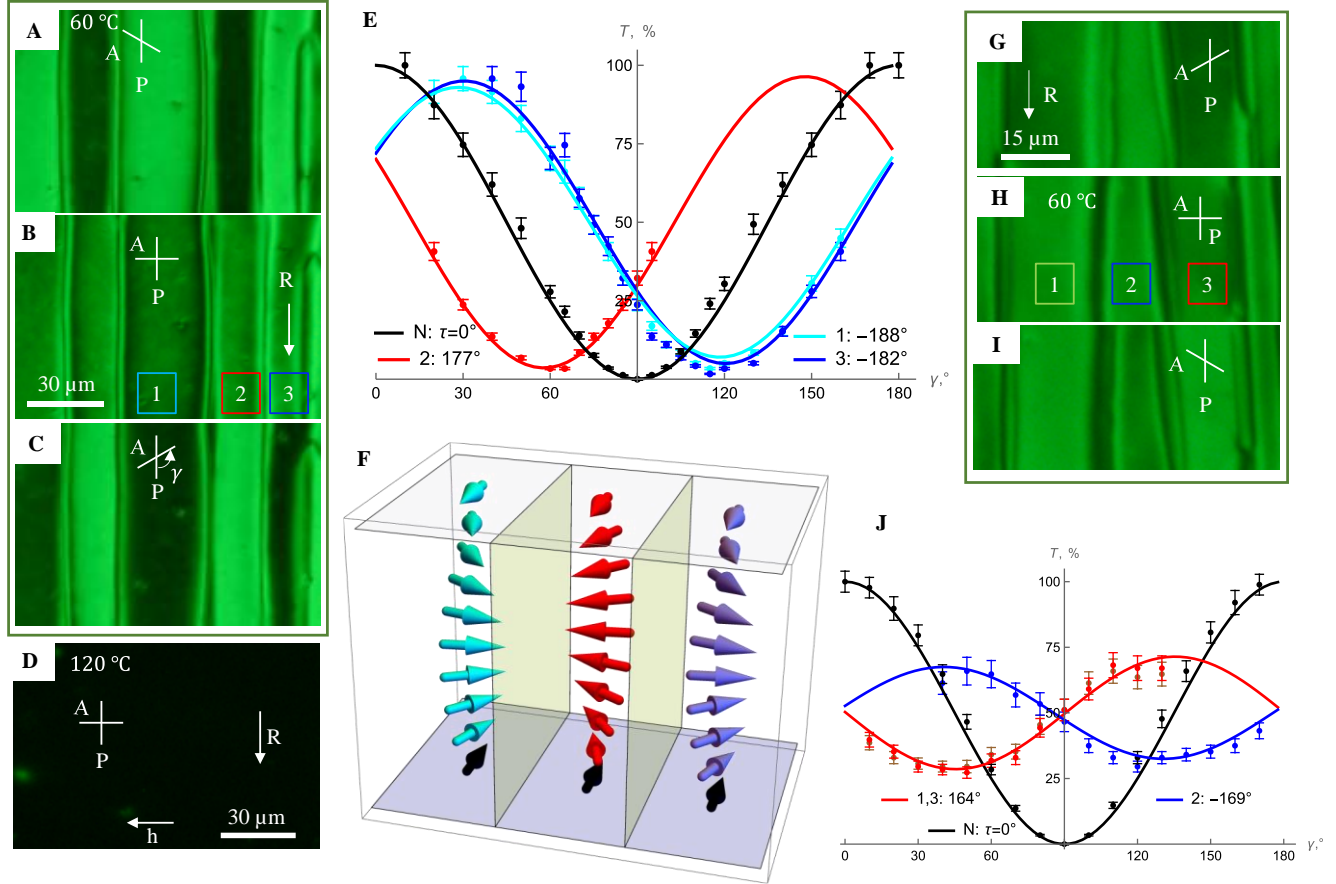 A
60 °C
A
P
B
A
P
R
30 µm
1
2
3
C
A
γ
P
D
120 °C
A
P
R
h
30 µm
E
T, %
100
75
50
25
N: τ=0°
2: 177°
1: −188°
3: −182°
0
30
60
90
120
150
180
γ,°
F
G
R
A
P
15 µm
H
60 °C
A
P
1
2
3
I
A
P
J
T, %
100
75
50
25
1,3: 164°
2: −169°
N: τ=0°
0
30
60
90
120
150
180
γ,°